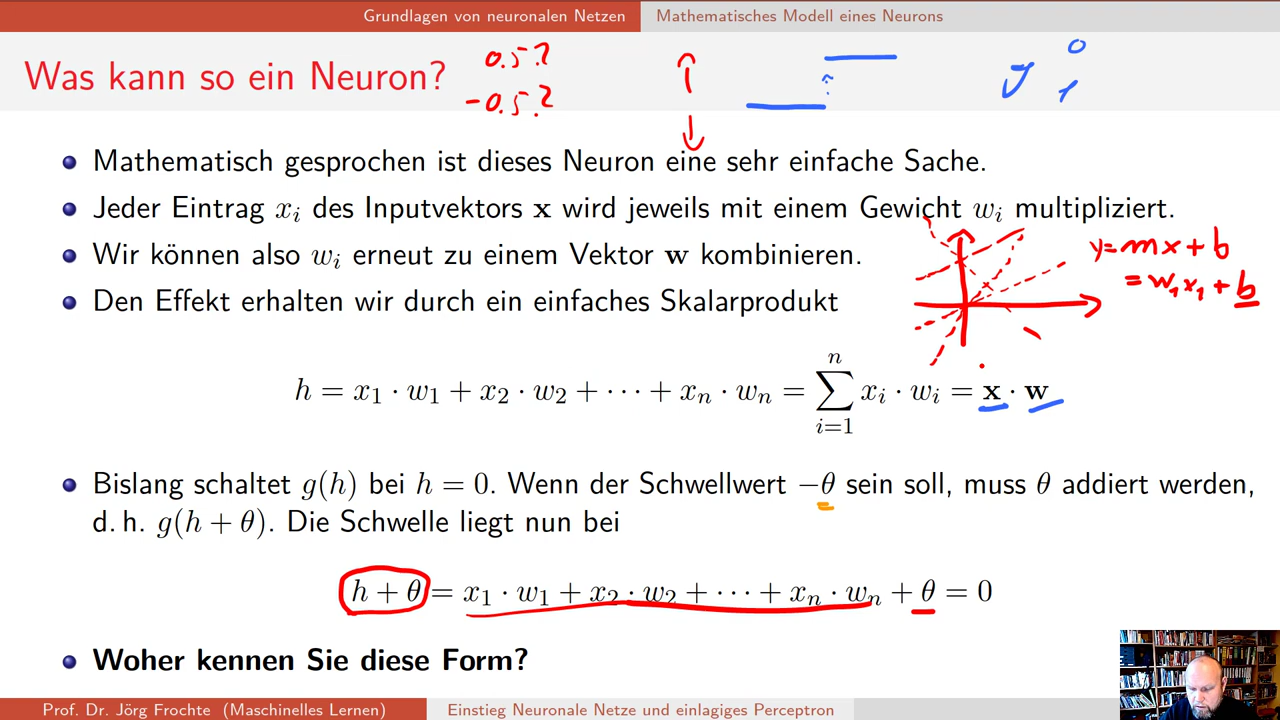 Grundlagen von neuronalen Netzen Mathematisches Modell eines Neurons
Was kann so ein Neuron?
0.5?
-0.5?
0
1
Mathematisch gesprochen ist dieses Neuron eine sehr einfache Sache.
Jeder Eintrag xᵢ des Inputvektors x wird jeweils mit einem Gewicht wᵢ multipliziert.
Wir können also wᵢ erneut zu einem Vektor w kombinieren.
y = mx + b
= w₁x₁ + b
Den Effekt erhalten wir durch ein einfaches Skalarprodukt
h = x₁ · w₁ + x₂ · w₂ + ··· + xₙ · wₙ = ∑ⁿᵢ₌₁ xᵢ · wᵢ = x · w
Bislang schaltet g(h) bei h = 0. Wenn der Schwellwert −θ sein soll, muss θ addiert werden,
d. h. g(h + θ). Die Schwelle liegt nun bei
h + θ = x₁ · w₁ + x₂ · w₂ + ··· + xₙ · wₙ + θ = 0
Woher kennen Sie diese Form?
Prof. Dr. Jörg Frochte (Maschinelles Lernen) Einstieg Neuronale Netze und einlagiges Perceptron